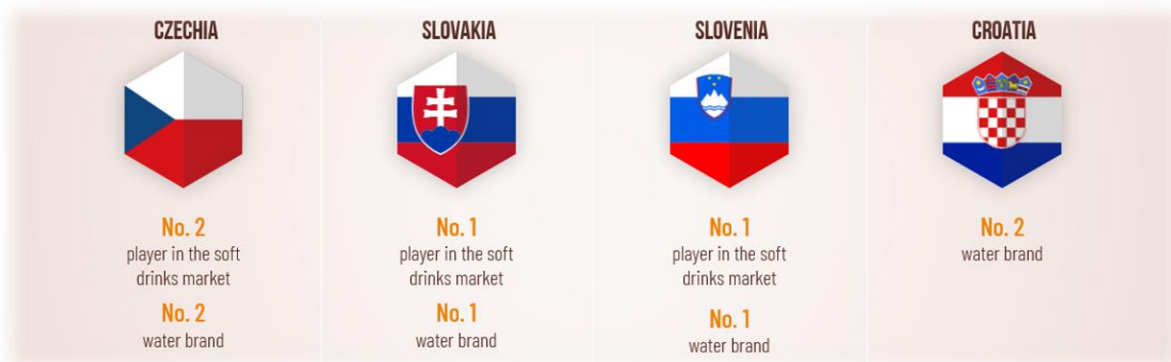 CZECHIA
No. 2
player in the soft
drinks market
No. 2
water brand
SLOVAKIA
No. 1
player in the soft
drinks market
No. 1
water brand
SLOVENIA
No. 1
player in the soft
drinks market
No. 1
water brand
CROATIA
No. 2
water brand